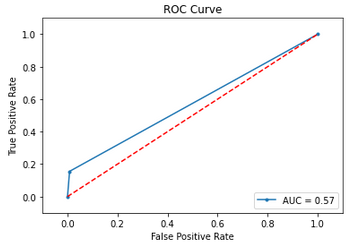 ROC Curve
1.0
0.8
0.6
0.4
0.2
0.0
True Positive Rate
AUC = 0.57
0.0 0.2 0.4 0.6 0.8 1.0
False Positive Rate